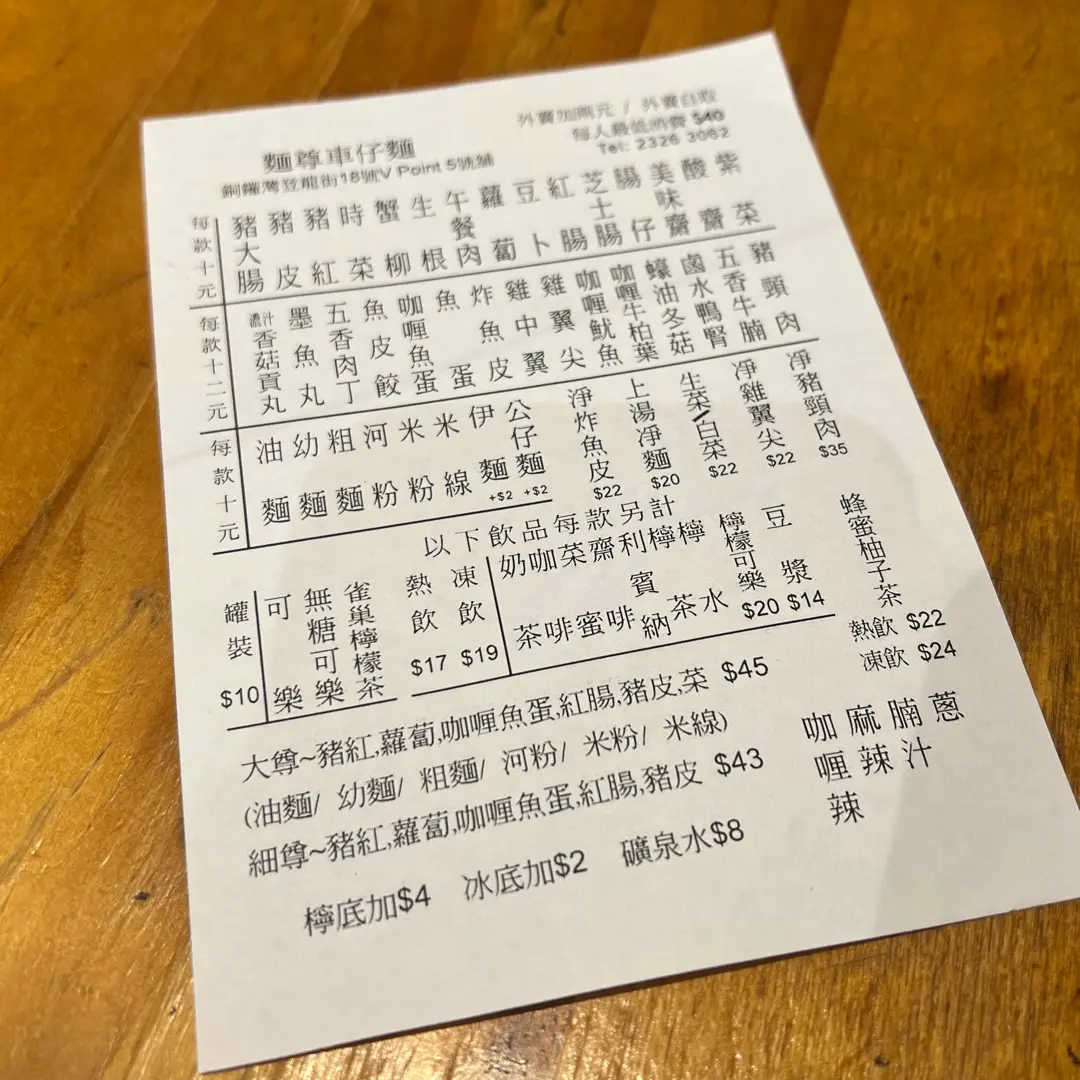 麵尊車仔麵
銅鑼灣登龍街18號V Point 5號舖
外賣加兩元 / 外賣自取
每人最低消費 $40
Tel: 2326 3062
每款十元
豬大腸
豬皮
豬紅
時菜
蟹柳
生根
午餐肉
蘿蔔
豆卜
紅腸
芝士腸
腸仔
美味齋
酸齋
紫菜
每款十二元
濃汁香菇貢丸
墨魚丸
五香肉丁
魚皮餃
咖喱魚蛋
魚蛋
炸魚皮
雞中翼
雞翼尖
咖喱魷魚
咖喱牛柏葉
蠔油冬菇
鹵水鴨腎
五香牛腩
豬頸肉
每款十元
油麵
幼麵
粗麵
河粉
米粉
米線
伊麵 +$2
公仔麵 +$2
淨炸魚皮 $22
上湯淨麵 $20
生菜/白菜 $22
凈雞翼尖 $22
凈豬頸肉 $35
以下飲品每款另計
罐裝 $10
可樂
無糖可樂
雀巢檸檬茶
熱飲 $17
凍飲 $19
奶茶
咖啡
菜蜜
齋啡
利賓納
檸茶
檸水
檸檬可樂 $20
豆漿 $14
蜂蜜柚子茶
熱飲 $22
凍飲 $24
大尊~豬紅,蘿蔔,咖喱魚蛋,紅腸,豬皮,菜 $45
(油麵/ 幼麵/ 粗麵/ 河粉/ 米粉/ 米線)
細尊~豬紅,蘿蔔,咖喱魚蛋,紅腸,豬皮 $43
咖喱辣
麻辣
腩汁
蔥
檸底加$4 冰底加$2 礦泉水$8